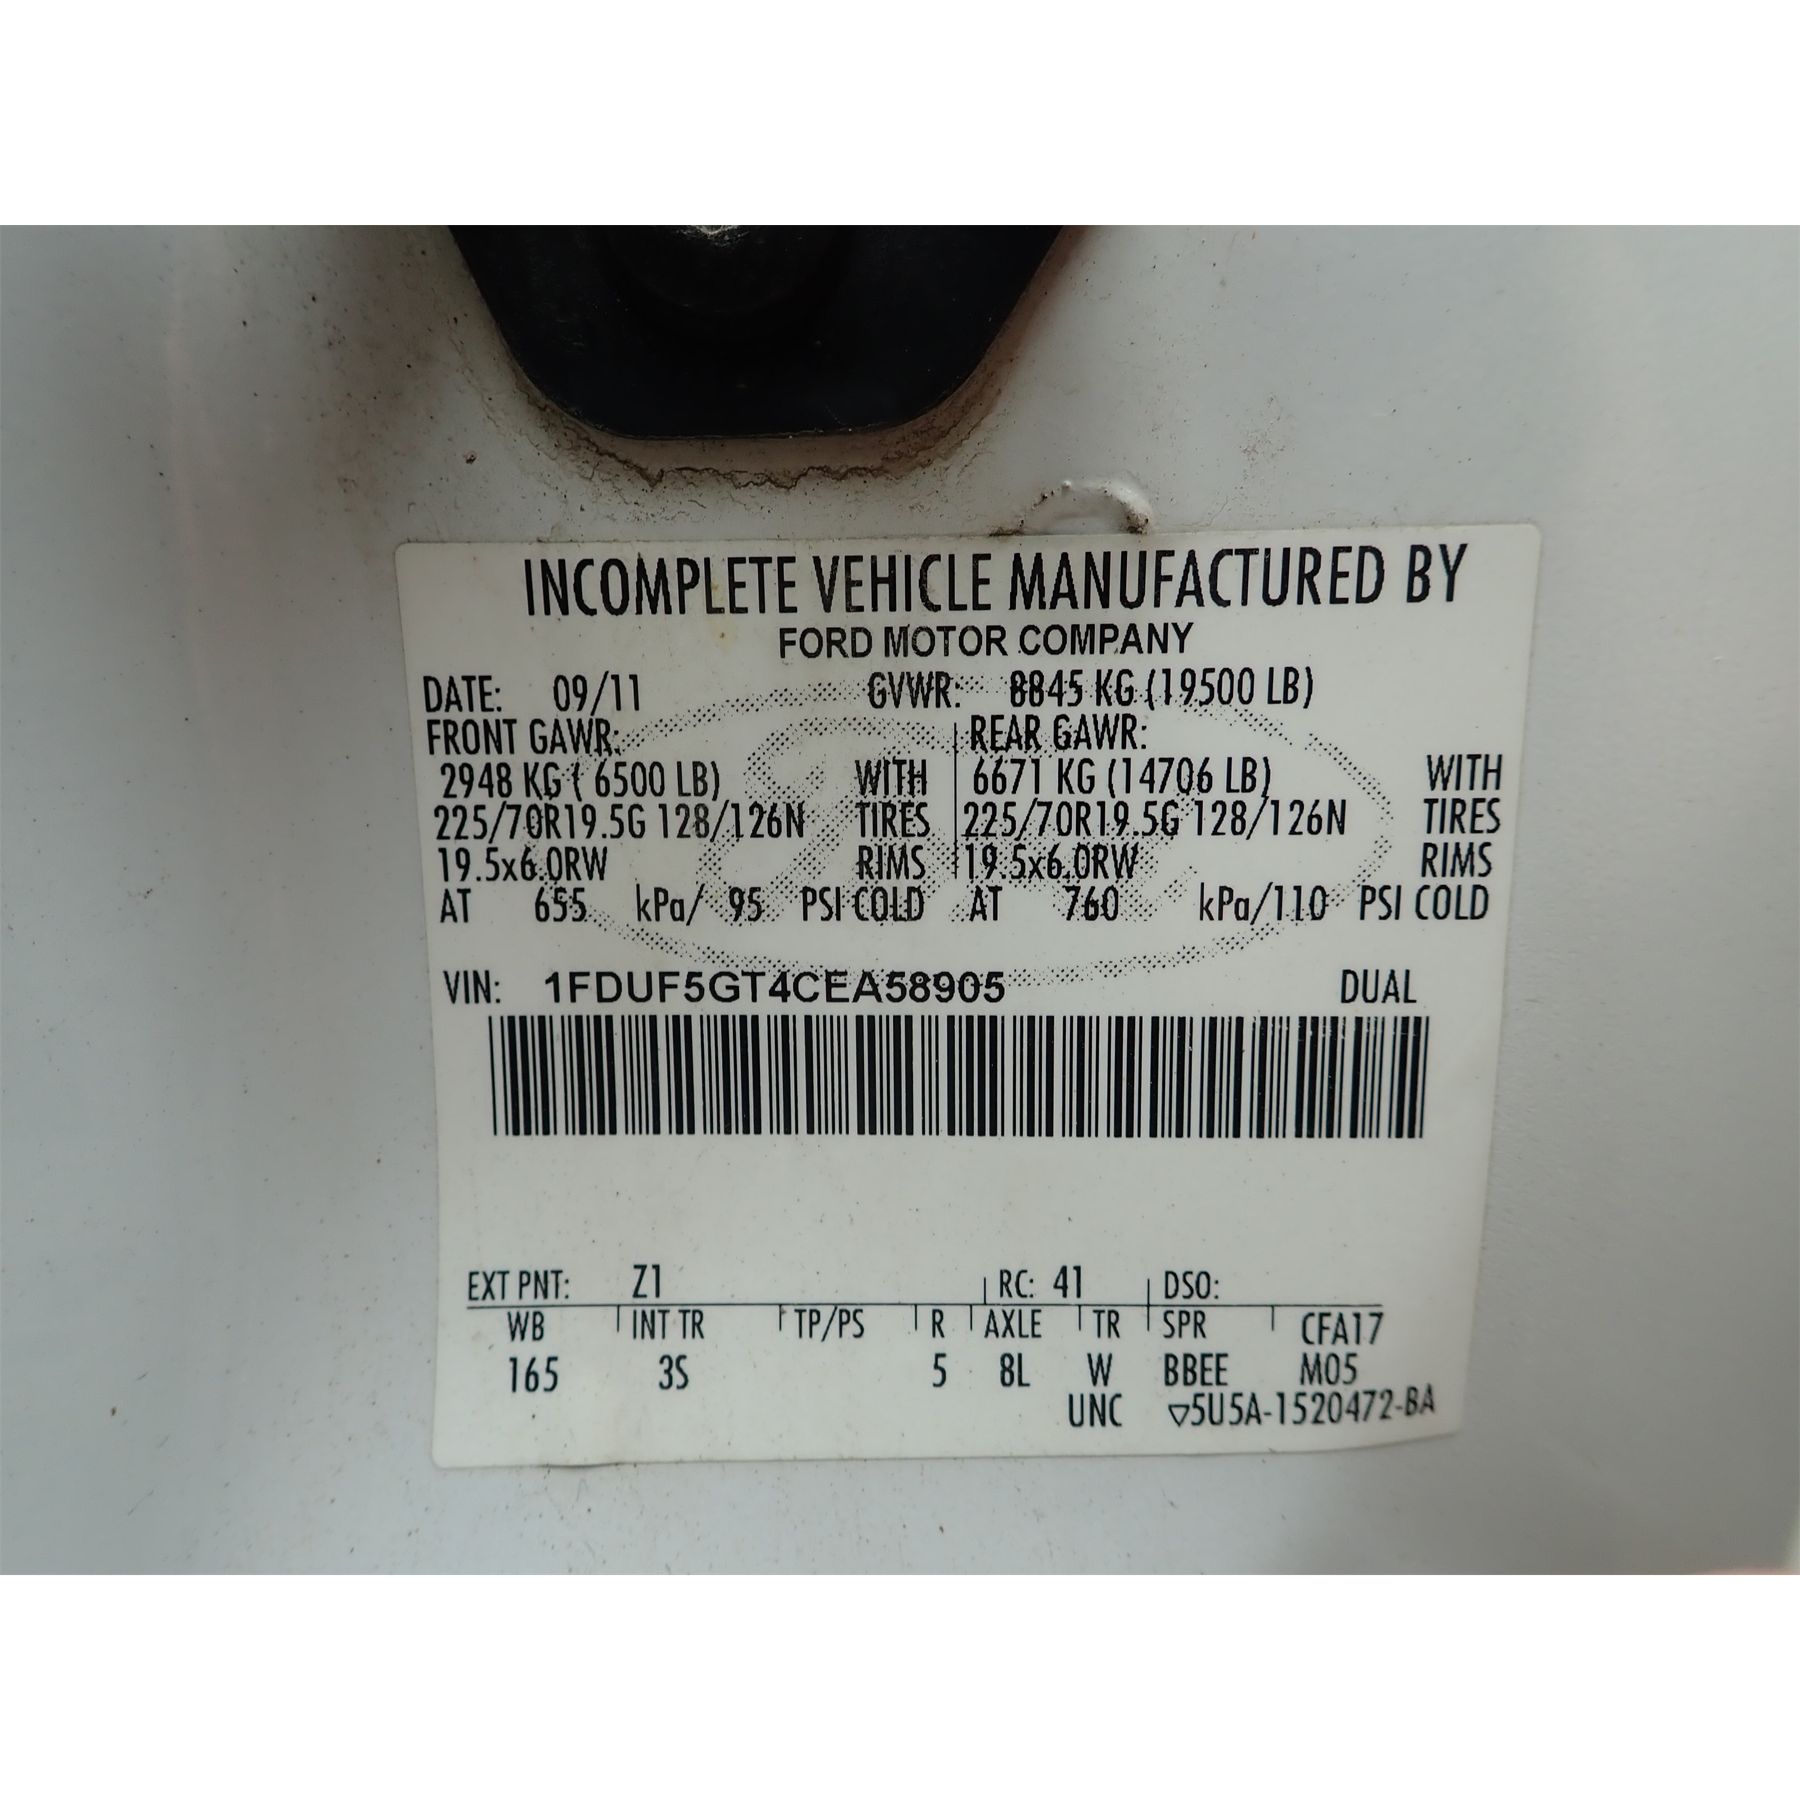 INCOMPLETE VEHICLE MANUFACTURED BY
FORD MOTOR COMPANY
DATE: 09/11 GVWR: 8845 KG (19500 LB)
FRONT GAWR: REAR GAWR:
2948 KG ( 6500 LB) WITH 6671 KG (14706 LB) WITH
225/70R19.5G 128/126N TIRES 225/70R19.5G 128/126N TIRES
19.5x6.0RW RIMS 19.5x6.0RW RIMS
AT 655 kPa/ 95 PSI COLD AT 760 kPa/110 PSI COLD
VIN: 1FDUF5GT4CEA58905 DUAL
EXT PNT: Z1 RC: 41 DSO:
WB INT TR TP/PS R AXLE TR SPR CFA17
165 3S 5 8L W BBEE M05
UNC ▽5U5A-1520472-BA